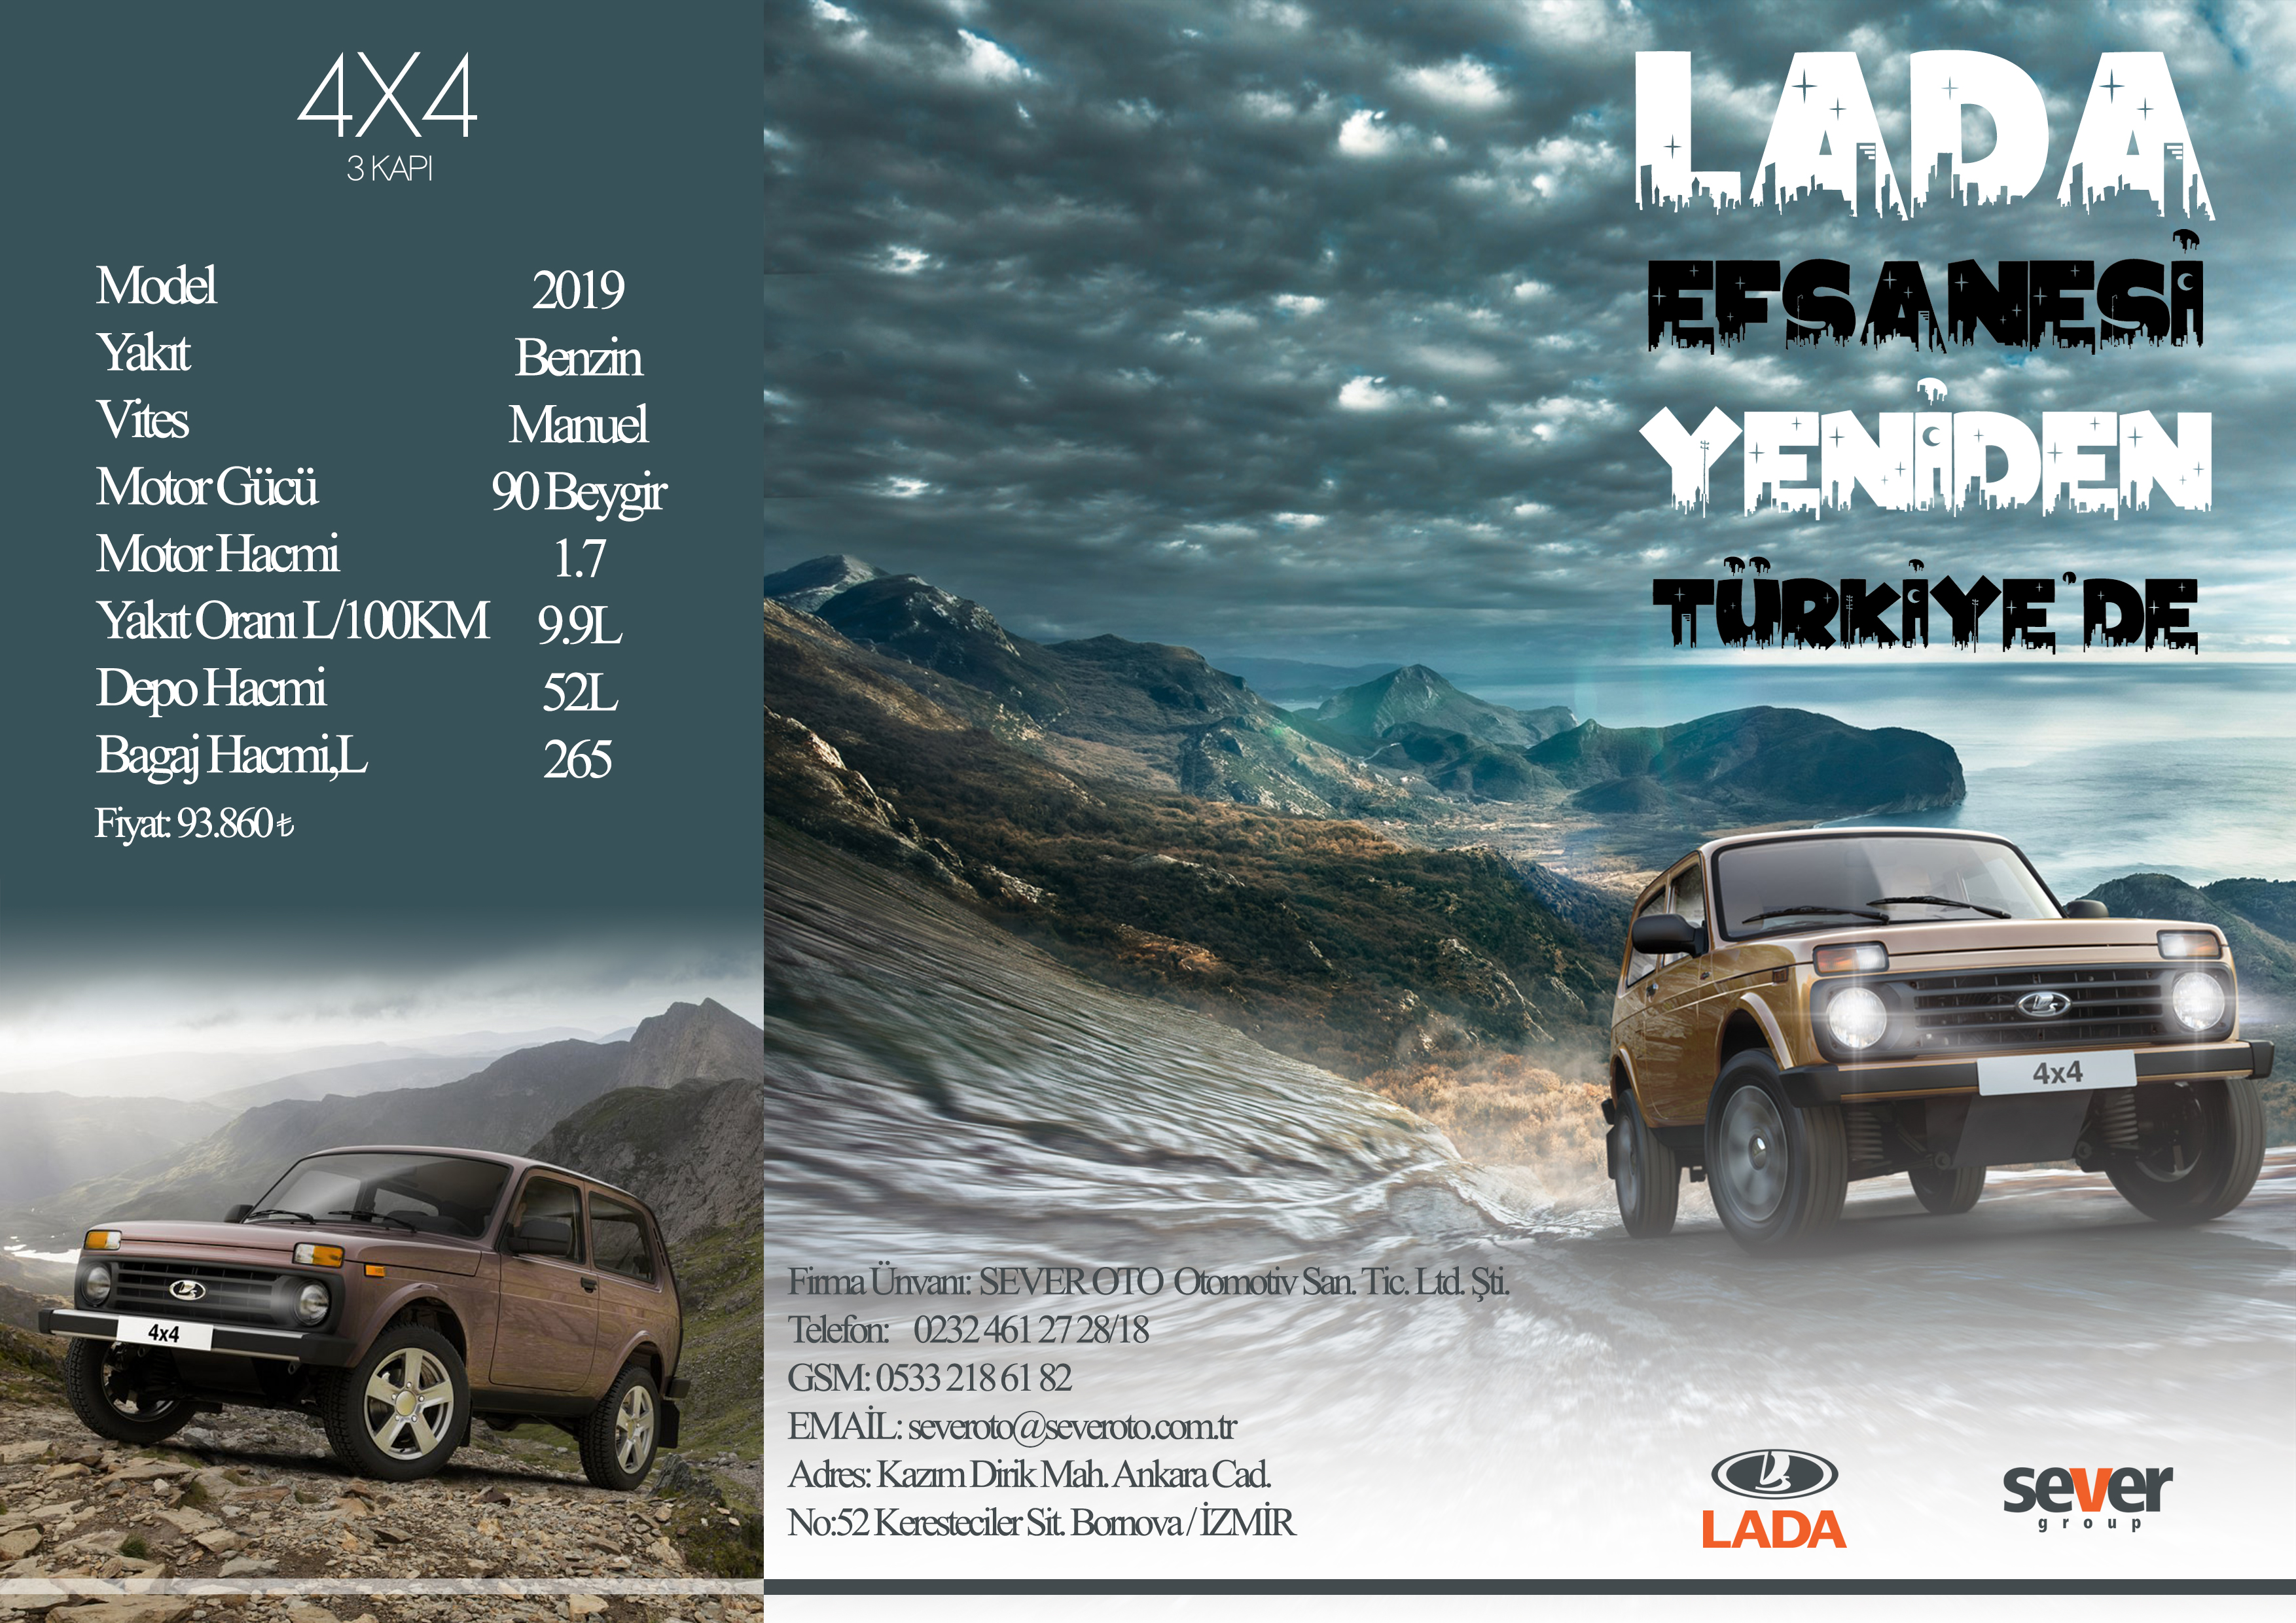 4X4
3 KAPI
Model 2019
Yakıt Benzin
Vites Manuel
Motor Gücü 90 Beygir
Motor Hacmi 1.7
Yakıt Oranı L/100KM 9.9L
Depo Hacmi 52L
Bagaj Hacmi,L 265
Fiyat: 93.860₺
4x4
LADA
EFSANESİ
YENİDEN
TÜRKİYE'DE
4x4
Firma Ünvanı: SEVER OTO Otomotiv San. Tic. Ltd. Şti.
Telefon: 0232 461 27 28/18
GSM: 0533 218 61 82
EMAİL: severoto@severoto.com.tr
Adres: Kazım Dirik Mah. Ankara Cad.
No:52 Keresteciler Sit. Bornova / İZMİR
LADA
sever
group